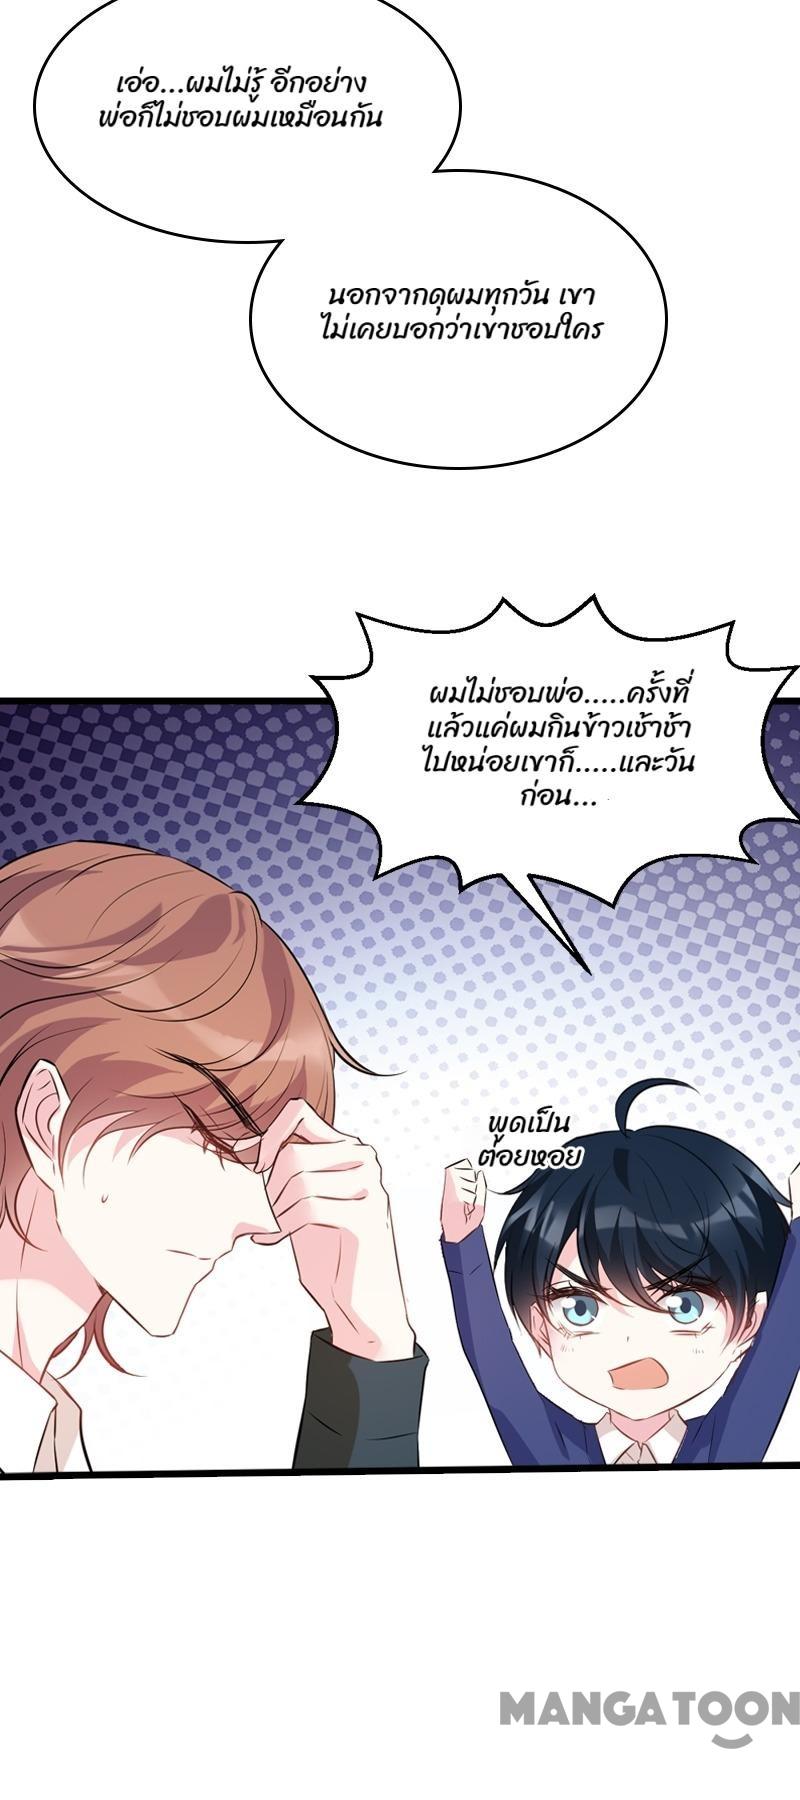 เอ่อ...ผมไม่รู้ อีกอย่าง
พ่อก็ไม่ชอบผมเหมือนกัน
นอกจากดุผมทุกวัน เขา
ไม่เคยบอกว่าเขาชอบใคร
ผมไม่ชอบพ่อ.....ครั้งที่
แล้วแค่ผมกินข้าวเช้าช้า
ไปหน่อยเขาก็.....และวัน
ก่อน...
พูดเป็น
ต่อยหอย
MANGATOON